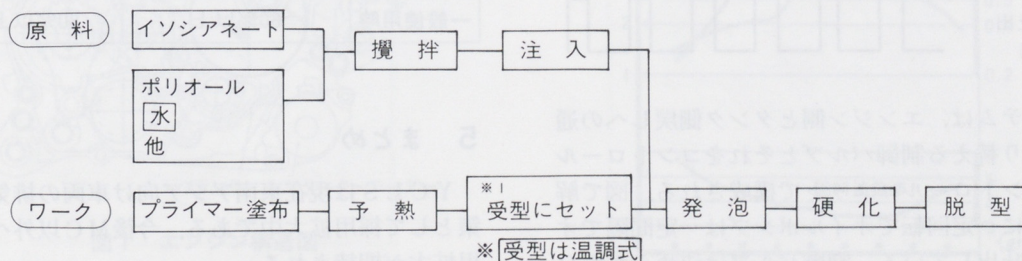 原料
イソシアネート
攪拌
注入
ポリオール
水
他
ワーク
プライマー塗布
予熱
※1
受型にセット
発泡
硬化
脱型
※受型は温調式